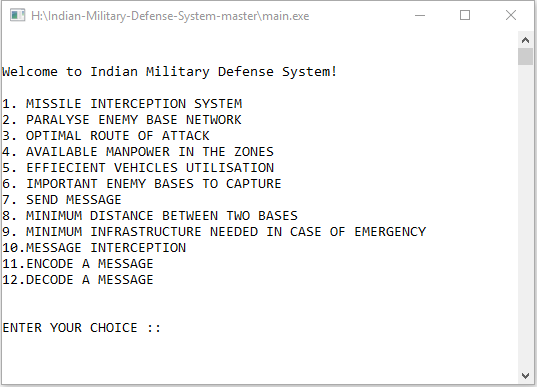 H:\Indian-Military-Defense-System-master\main.exe
Welcome to Indian Military Defense System!
1. MISSILE INTERCEPTION SYSTEM
2. PARALYSE ENEMY BASE NETWORK
3. OPTIMAL ROUTE OF ATTACK
4. AVAILABLE MANPOWER IN THE ZONES
5. EFFIECIENT VEHICLES UTILISATION
6. IMPORTANT ENEMY BASES TO CAPTURE
7. SEND MESSAGE
8. MINIMUM DISTANCE BETWEEN TWO BASES
9. MINIMUM INFRASTRUCTURE NEEDED IN CASE OF EMERGENCY
10.MESSAGE INTERCEPTION
11.ENCODE A MESSAGE
12.DECODE A MESSAGE
ENTER YOUR CHOICE ::